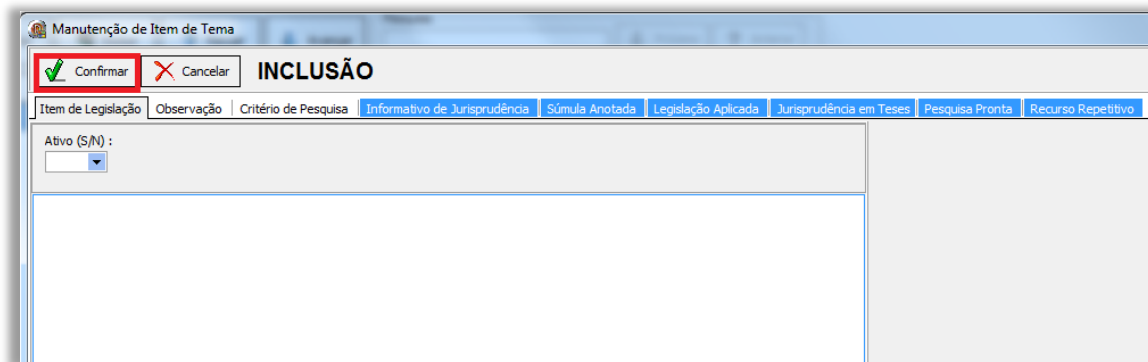 Manutenção de Item de Tema
Confirmar Cancelar INCLUSÃO
Item de Legislação Observação Critério de Pesquisa Informativo de Jurisprudência Súmula Anotada Legislação Aplicada Jurisprudência em Teses Pesquisa Pronta Recurso Repetitivo
Ativo (S/N) :